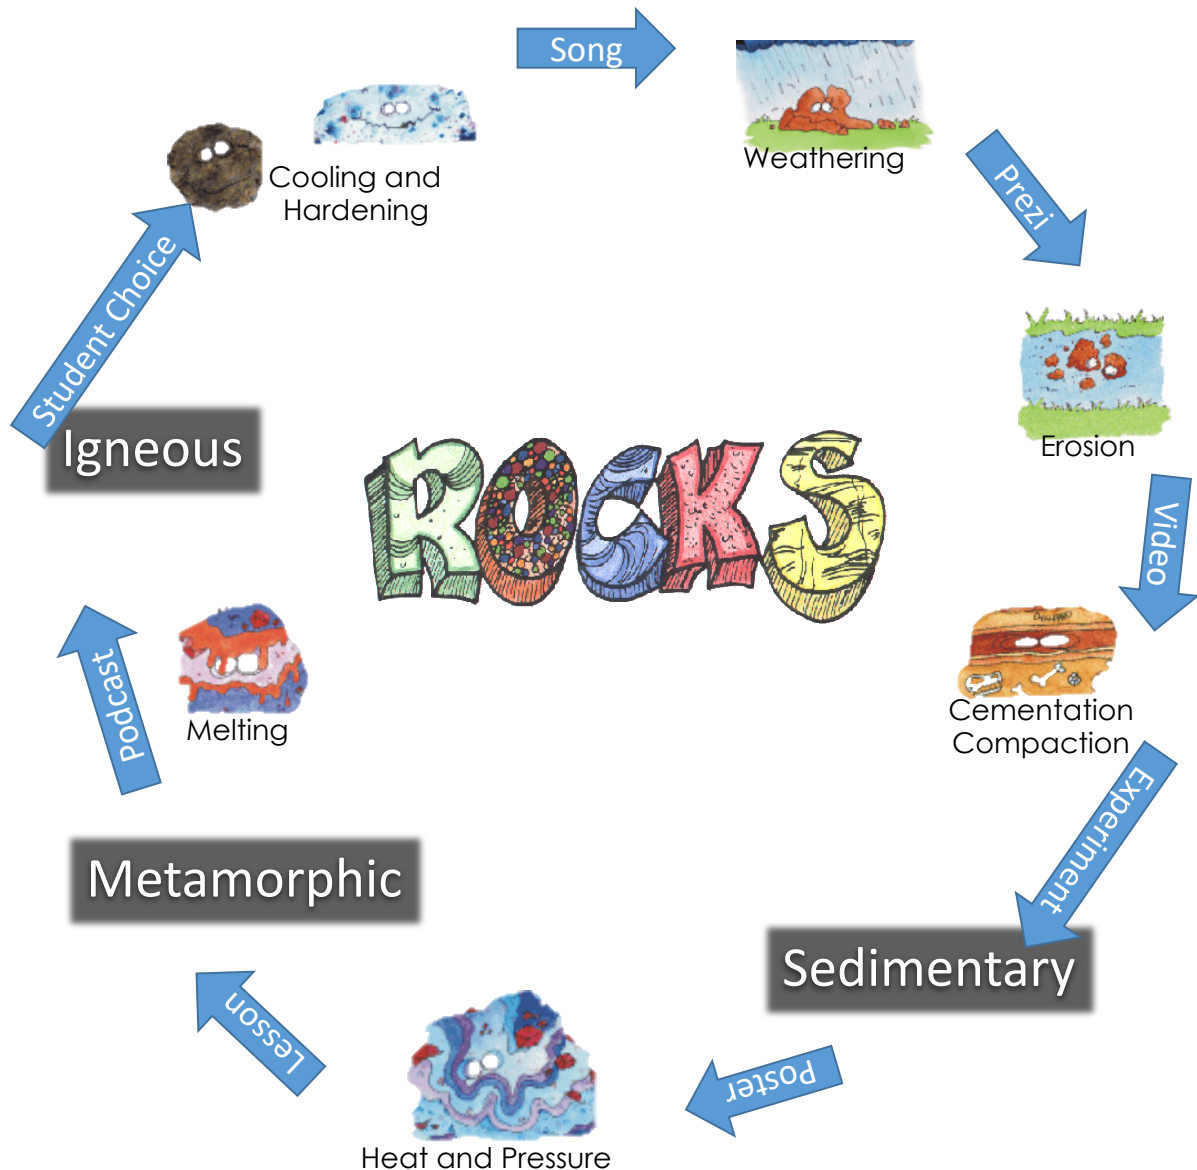 Song
Weathering
Cooling and
Hardening
Prezi
Student Choice
Erosion
Igneous
ROCKS
Video
Cementation
Compaction
Melting
Podcast
Experiment
Metamorphic
Sedimentary
Lesson
Poster
Heat and Pressure